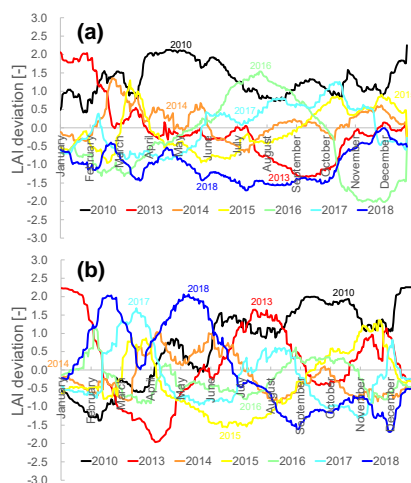 (a)
LAI deviation [-]
3.0
2.5
2.0
1.5
1.0
0.5
0.0
-0.5
-1.0
-1.5
-2.0
-2.5
-3.0
January
February
March
April
May
June
July
August
September
October
November
December
2010
2016
2014
2017
2015
2018
2013
2010 2013 2014 2015 2016 2017 2018
(b)
LAI deviation [-]
3.0
2.5
2.0
1.5
1.0
0.5
0.0
-0.5
-1.0
-1.5
-2.0
-2.5
-3.0
January
February
March
April
May
June
July
August
September
October
November
December
2014
2017
2018
2013
2010
2016
2015
2010 2013 2014 2015 2016 2017 2018